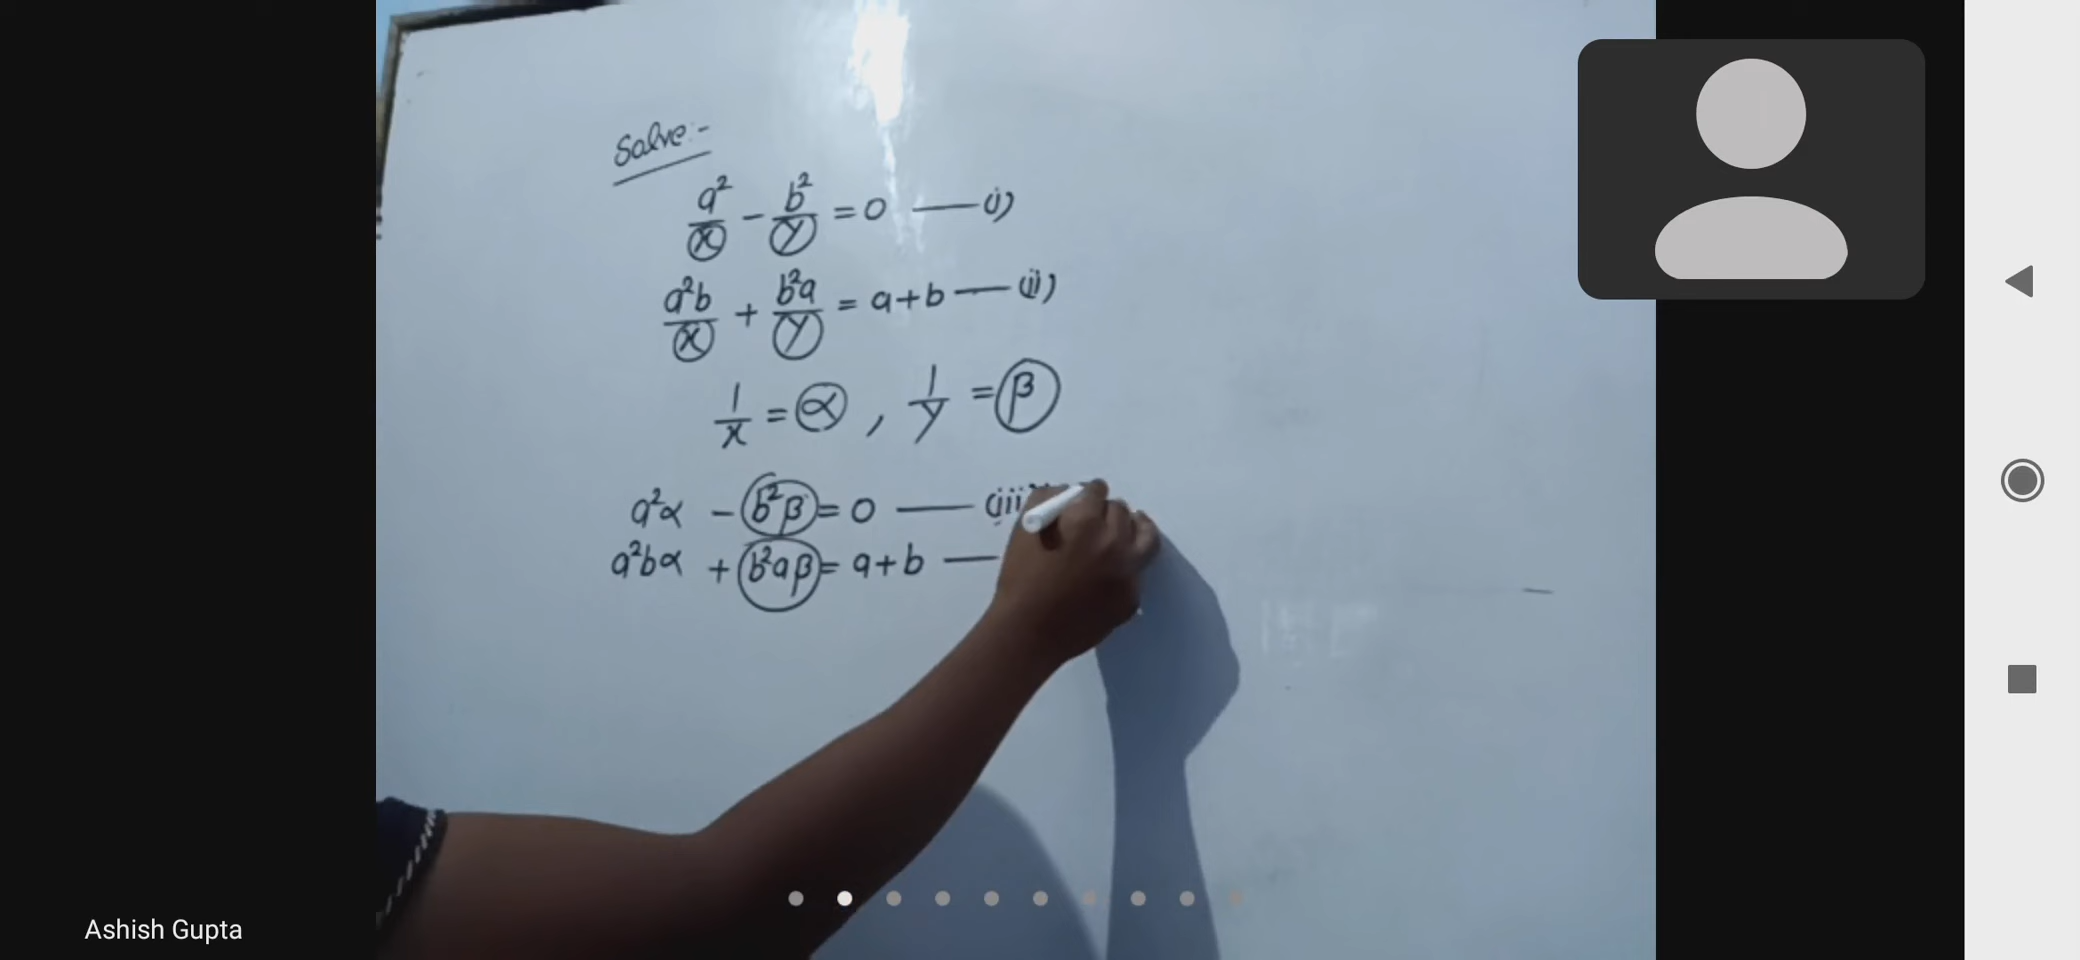 Solve:-
a²/x - b²/y = 0 —— (i)
a²b/x + b²a/y = a+b —— (ii)
1/x = α , 1/y = β
a²α - b²β = 0 —— (iii
a²bα + b²aβ = a+b ——
Ashish Gupta